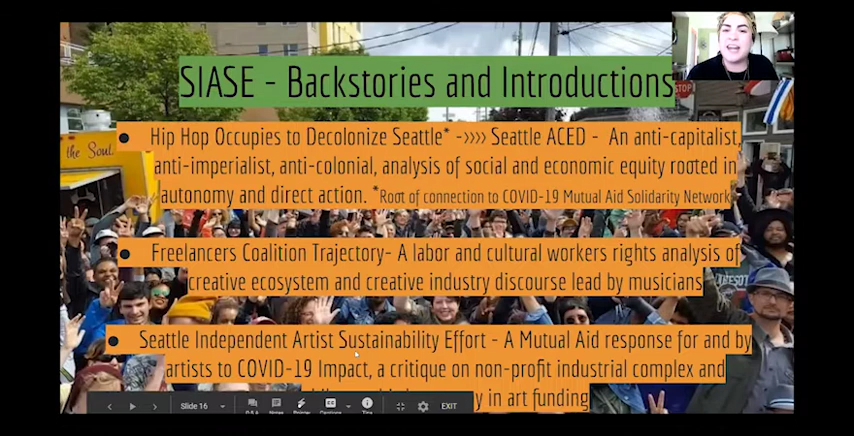 SIASE - Backstories and Introductions
STOP
the Soul
Hip Hop Occupies to Decolonize Seattle* -»» Seattle ACED - An anti-capitalist,
anti-imperialist, anti-colonial, analysis of social and economic equity rooted in
autonomy and direct action. *Root of connection to COVID-19 Mutual Aid Solidarity Network
Freelancers Coalition Trajectory- A labor and cultural workers rights analysis of
creative ecosystem and creative industry discourse lead by musicians
Seattle Independent Artist Sustainability Effort - A Mutual Aid response for and by
artists to COVID-19 Impact, a critique on non-profit industrial complex and
y in art funding
Slide 16
Q & A
Notes
Pointer
Captions
Tips
EXIT